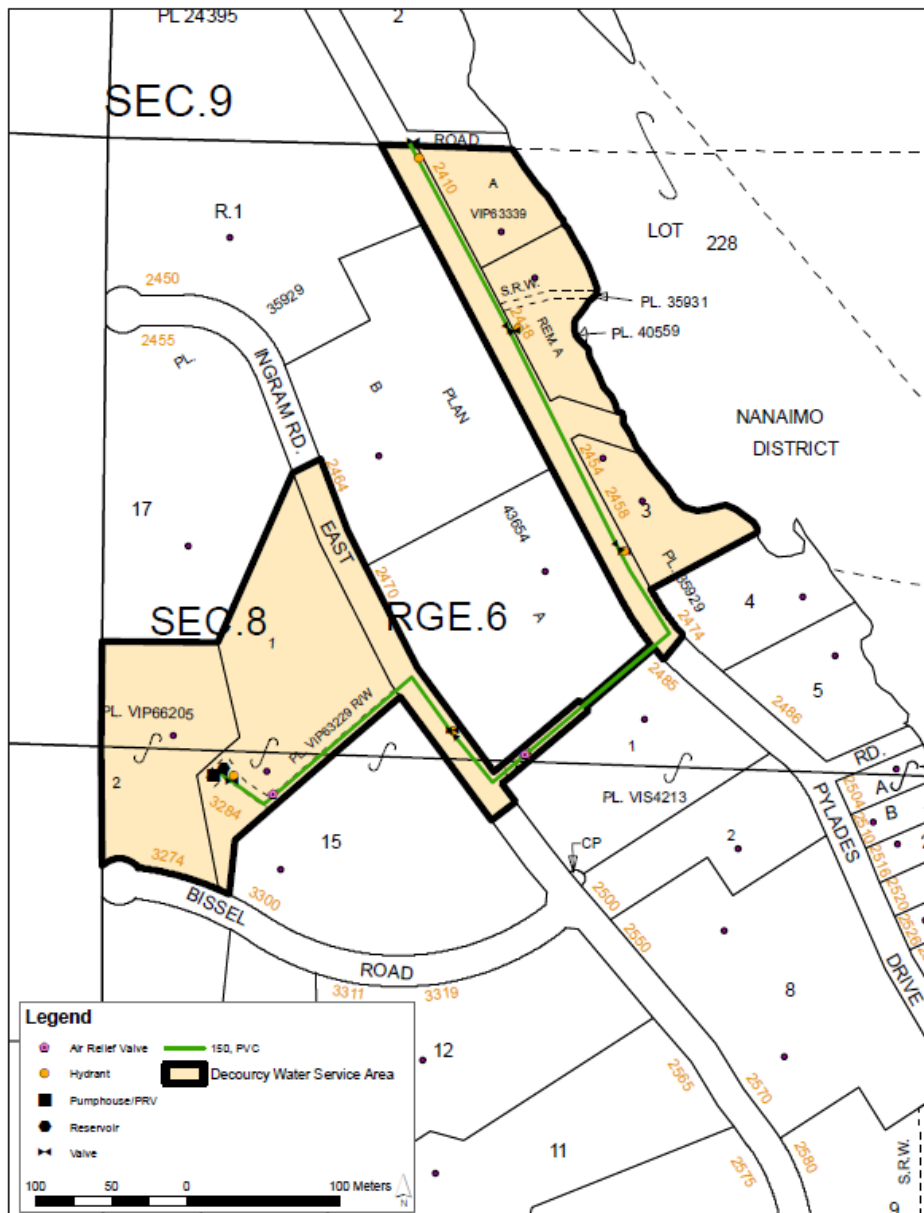 PL 24395
2
SEC.9
ROAD
2410
A
VIP63339
R.1
LOT 228
2450
35929
S.R.W.
PL. 35931
2418
REM. A
PL. 40559
2455
PL.
INGRAM RD.
B
PLAN
NANAIMO
DISTRICT
2454
2464
2458
3
17
EAST
43654
2470
PL. 35929
4
SEC.8
RGE.6
A
2474
1
2485
5
2486
PL. VIP66205
PL. VIP63229 R/W
1
RD.
2
3284
PL. VIS4213
2504
A
PYLADES
2510
B
15
2
2516
3274
CP
2520
3300
2500
BISSEL
2526
2550
DRIVE
ROAD
3311
3319
8
Legend
Air Relief Valve
150, PVC
Hydrant
Decourcy Water Service Area
Pumphouse/PRV
Reservoir
Valve
100 50 0 100 Meters
N
12
2565
2570
11
2575
2580
S.R.W.
9